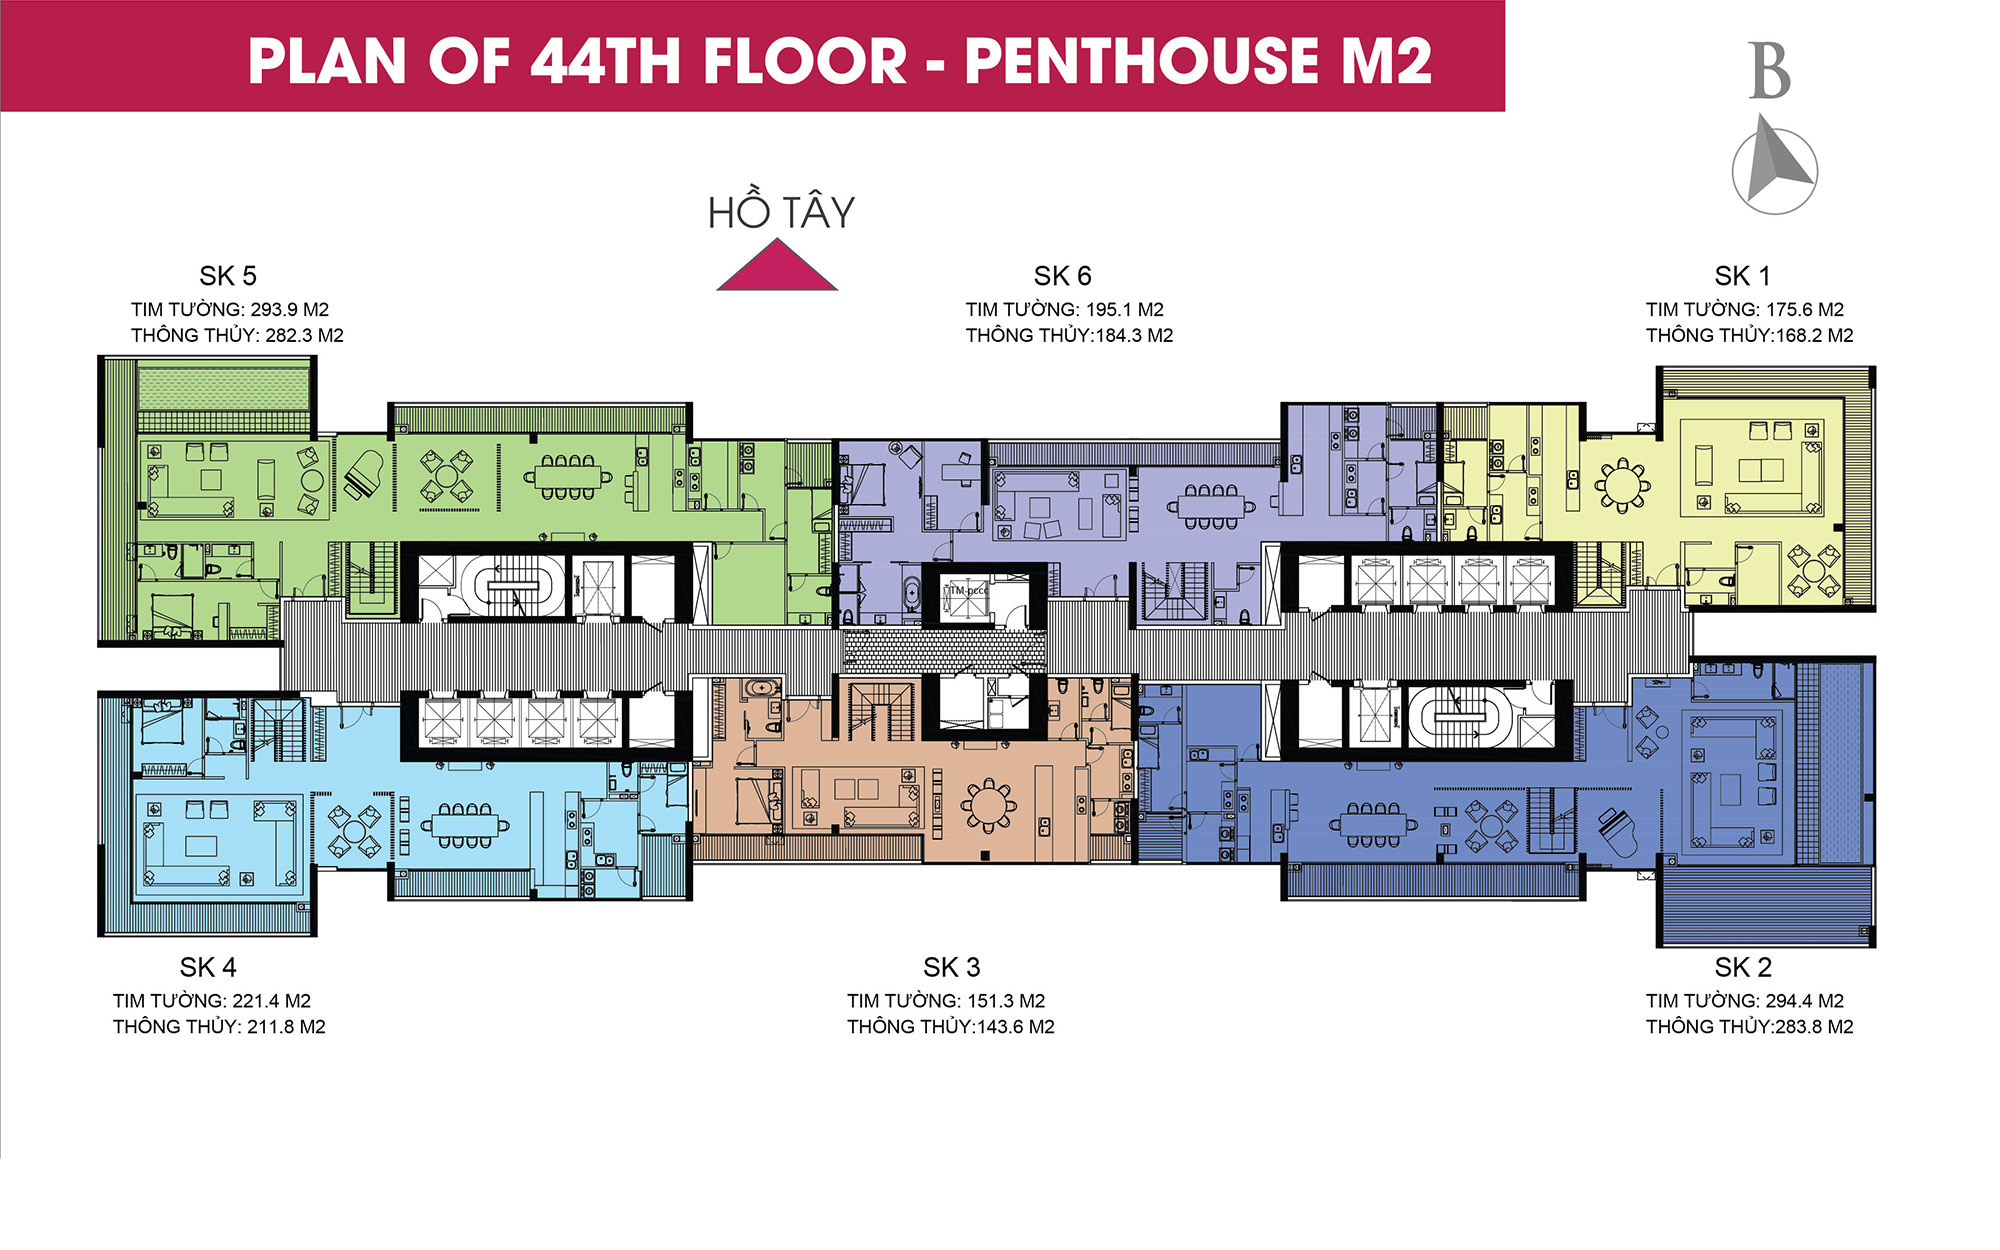 PLAN OF 44TH FLOOR - PENTHOUSE M2
B
HỒ TÂY
SK 5
TIM TƯỜNG: 293.9 M2
THÔNG THỦY: 282.3 M2
SK 6
TIM TƯỜNG: 195.1 M2
THÔNG THỦY:184.3 M2
SK 1
TIM TƯỜNG: 175.6 M2
THÔNG THỦY:168.2 M2
TM-pccc
SK 4
TIM TƯỜNG: 221.4 M2
THÔNG THỦY: 211.8 M2
SK 3
TIM TƯỜNG: 151.3 M2
THÔNG THỦY:143.6 M2
SK 2
TIM TƯỜNG: 294.4 M2
THÔNG THỦY:283.8 M2